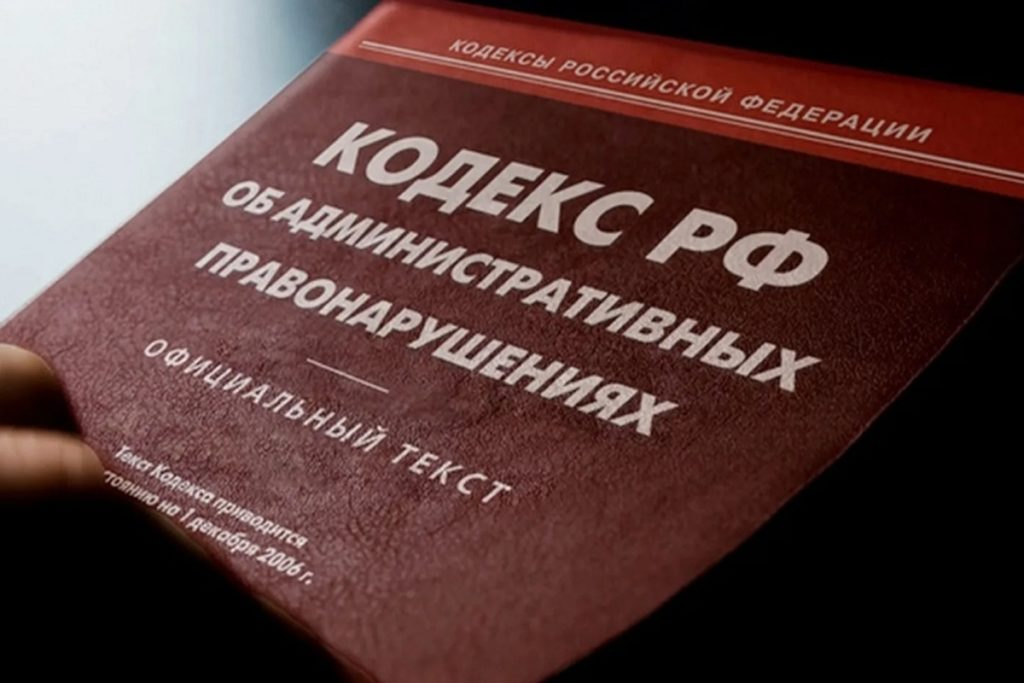 КОДЕКСЫ РОССИЙСКОЙ ФЕДЕРАЦИИ
КОДЕКС РФ
ОБ АДМИНИСТРАТИВНЫХ
ПРАВОНАРУШЕНИЯХ
ОФИЦИАЛЬНЫЙ ТЕКСТ
Текст Кодекса приводится
на 1 декабря 2006 г.